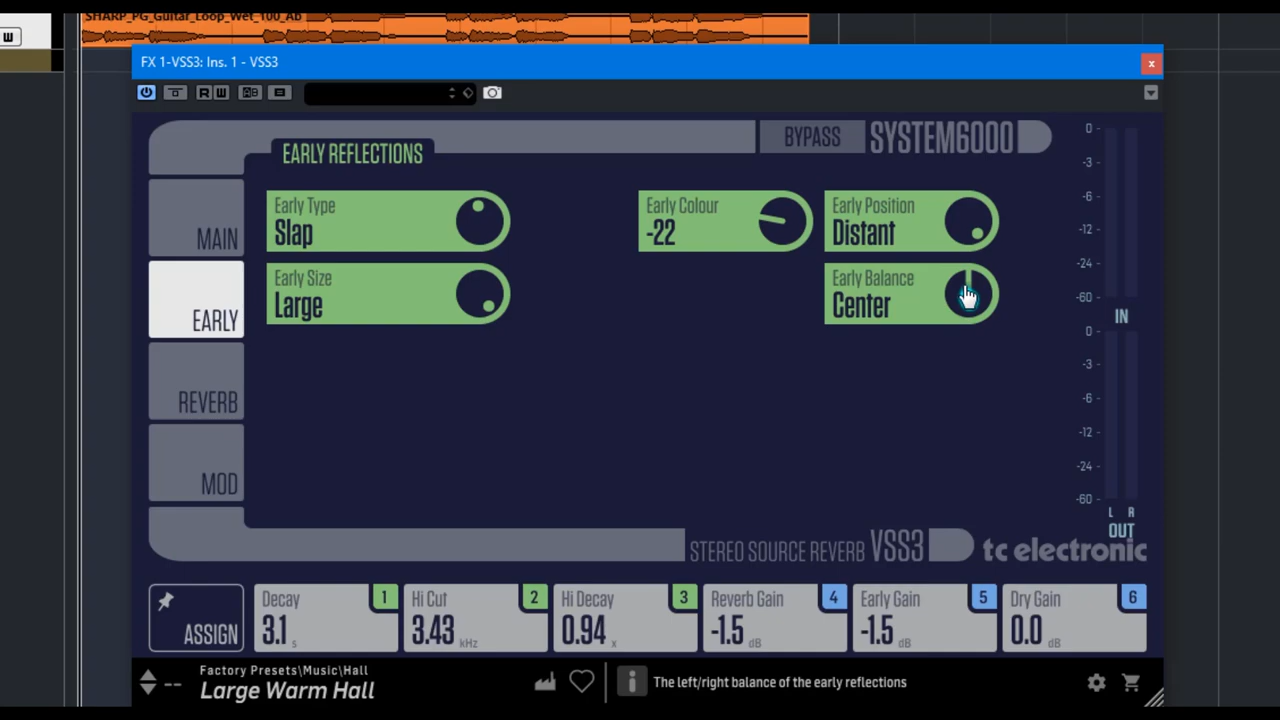 SHARP_PG_Guitar_Loop_Wet_100_Ab
W
FX 1-VSS3: Ins. 1 - VSS3
x
R W
AB
EARLY REFLECTIONS
BYPASS
SYSTEM6000
MAIN
EARLY
REVERB
MOD
Early Type
Slap
Early Colour
-22
Early Position
Distant
Early Size
Large
Early Balance
Center
0
-3
-6
-12
-24
-60
IN
0
-3
-6
-12
-24
-60
L R
OUT
STEREO SOURCE REVERB VSS3
tc electronic
ASSIGN
Decay 1
3.1 s
Hi Cut 2
3.43 kHz
Hi Decay 3
0.94 x
Reverb Gain 4
-1.5 dB
Early Gain 5
-1.5 dB
Dry Gain 6
0.0 dB
--
Factory Presets\Music\Hall
Large Warm Hall
i
The left/right balance of the early reflections